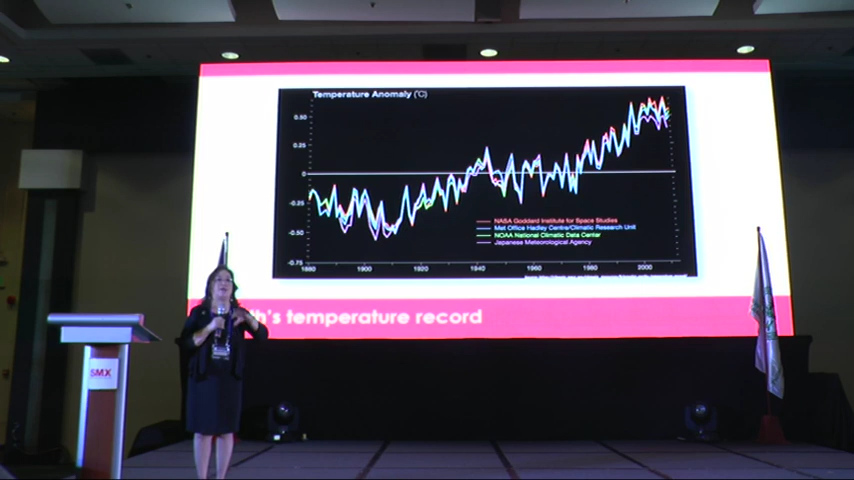 Temperature Anomaly (°C)
0.50
0.25
0
-0.25
-0.50
-0.75
1880 1900 1920 1940 1960 1980 2000
NASA Goddard Institute for Space Studies
Met Office Hadley Centre/Climatic Research Unit
NOAA National Climatic Data Center
Japanese Meteorological Agency
th's temperature record
SMX